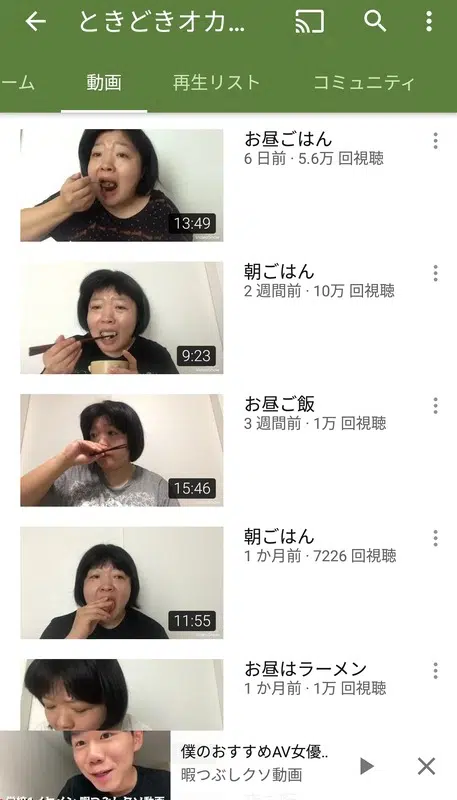 ときどきオカ...
ーム
動画
再生リスト
コミュニティ
お昼ごはん
6 日前 · 5.6万 回視聴
13:49
朝ごはん
2 週間前 · 10万 回視聴
9:23
お昼ご飯
3 週間前 · 1万 回視聴
15:46
朝ごはん
1 か月前 · 7226 回視聴
11:55
お昼はラーメン
1 か月前 · 1万 回視聴
僕のおすすめAV女優..
暇つぶしクソ動画